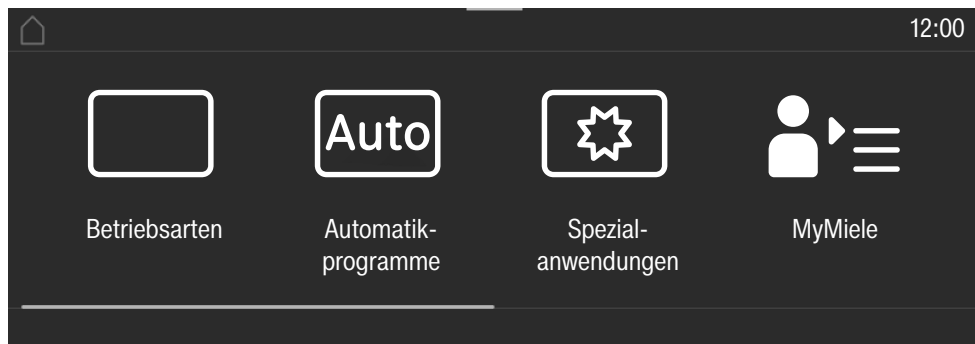 12:00
Auto
Betriebsarten
Automatik-
programme
Spezial-
anwendungen
MyMiele